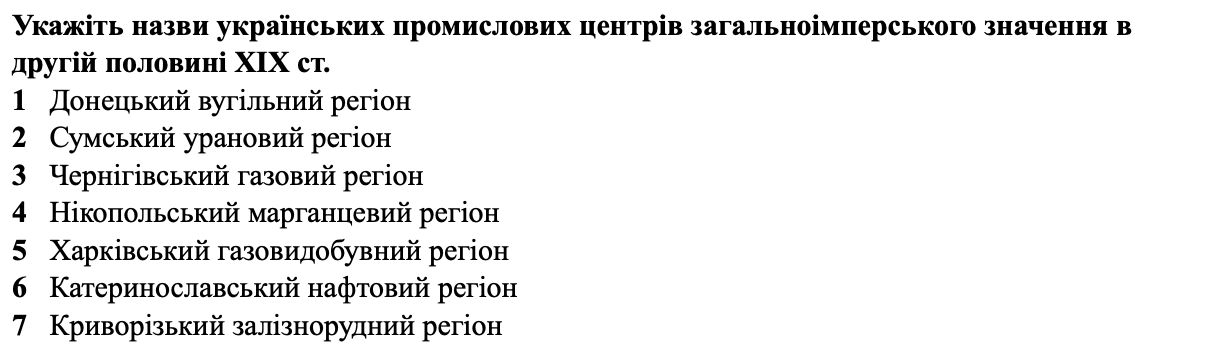 Укажіть назви українських промислових центрів загальноімперського значення в
другій половині XIX ст.
1 Донецький вугільний регіон
2 Сумський урановий регіон
3 Чернігівський газовий регіон
4 Нікопольський марганцевий регіон
5 Харківський газовидобувний регіон
6 Катеринославський нафтовий регіон
7 Криворізький залізнорудний регіон